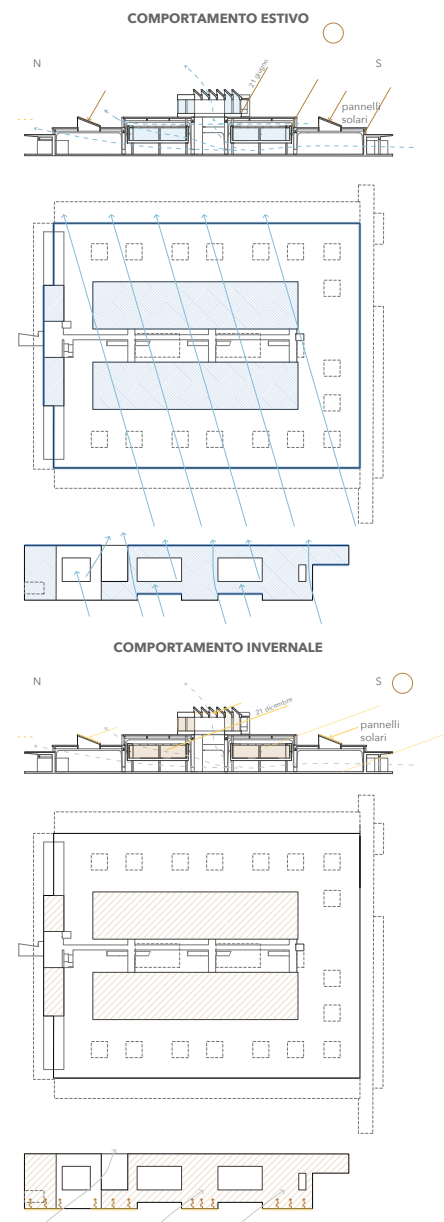 COMPORTAMENTO ESTIVO
N
S
21 giugno
pannelli
solari
COMPORTAMENTO INVERNALE
N
S
21 dicembre
pannelli
solari